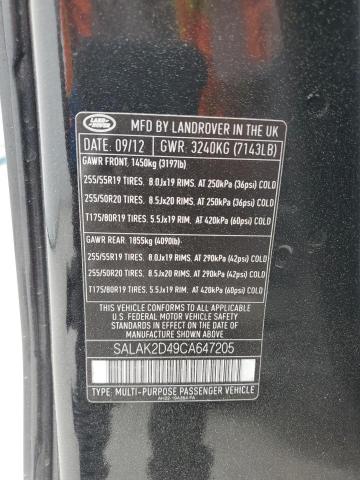 LAND ROVER
MFD BY LANDROVER IN THE UK
DATE: 09/12 GWR. 3240KG (7143LB)
GAWR FRONT, 1450kg (3197lb)
255/55R19 TIRES. 8.0Jx19 RIMS. AT 250kPa (36psi) COLD
255/50R20 TIRES. 8.5Jx20 RIMS. AT 250kPa (36psi) COLD
T175/80R19 TIRES. 5.5Jx19 RIM. AT 420kPa (60psi) COLD
GAWR REAR: 1855kg (4090lb)
255/55R19 TIRES. 8.0Jx19 RIMS. AT 290kPa (42psi) COLD
255/50R20 TIRES. 8.5Jx20 RIMS. AT 290kPa (42psi) COLD
T175/80R19 TIRES. 5.5Jx19 RIM. AT 420kPa (60psi) COLD
THIS VEHICLE CONFORMS TO ALL APPLICABLE
U.S. FEDERAL MOTOR VEHICLE SAFETY STANDARDS
IN EFFECT ON THE DATE OF MANUFACTURE
SHOWN ABOVE
SALAK2D49CA647205
TYPE: MULTI-PURPOSE PASSENGER VEHICLE